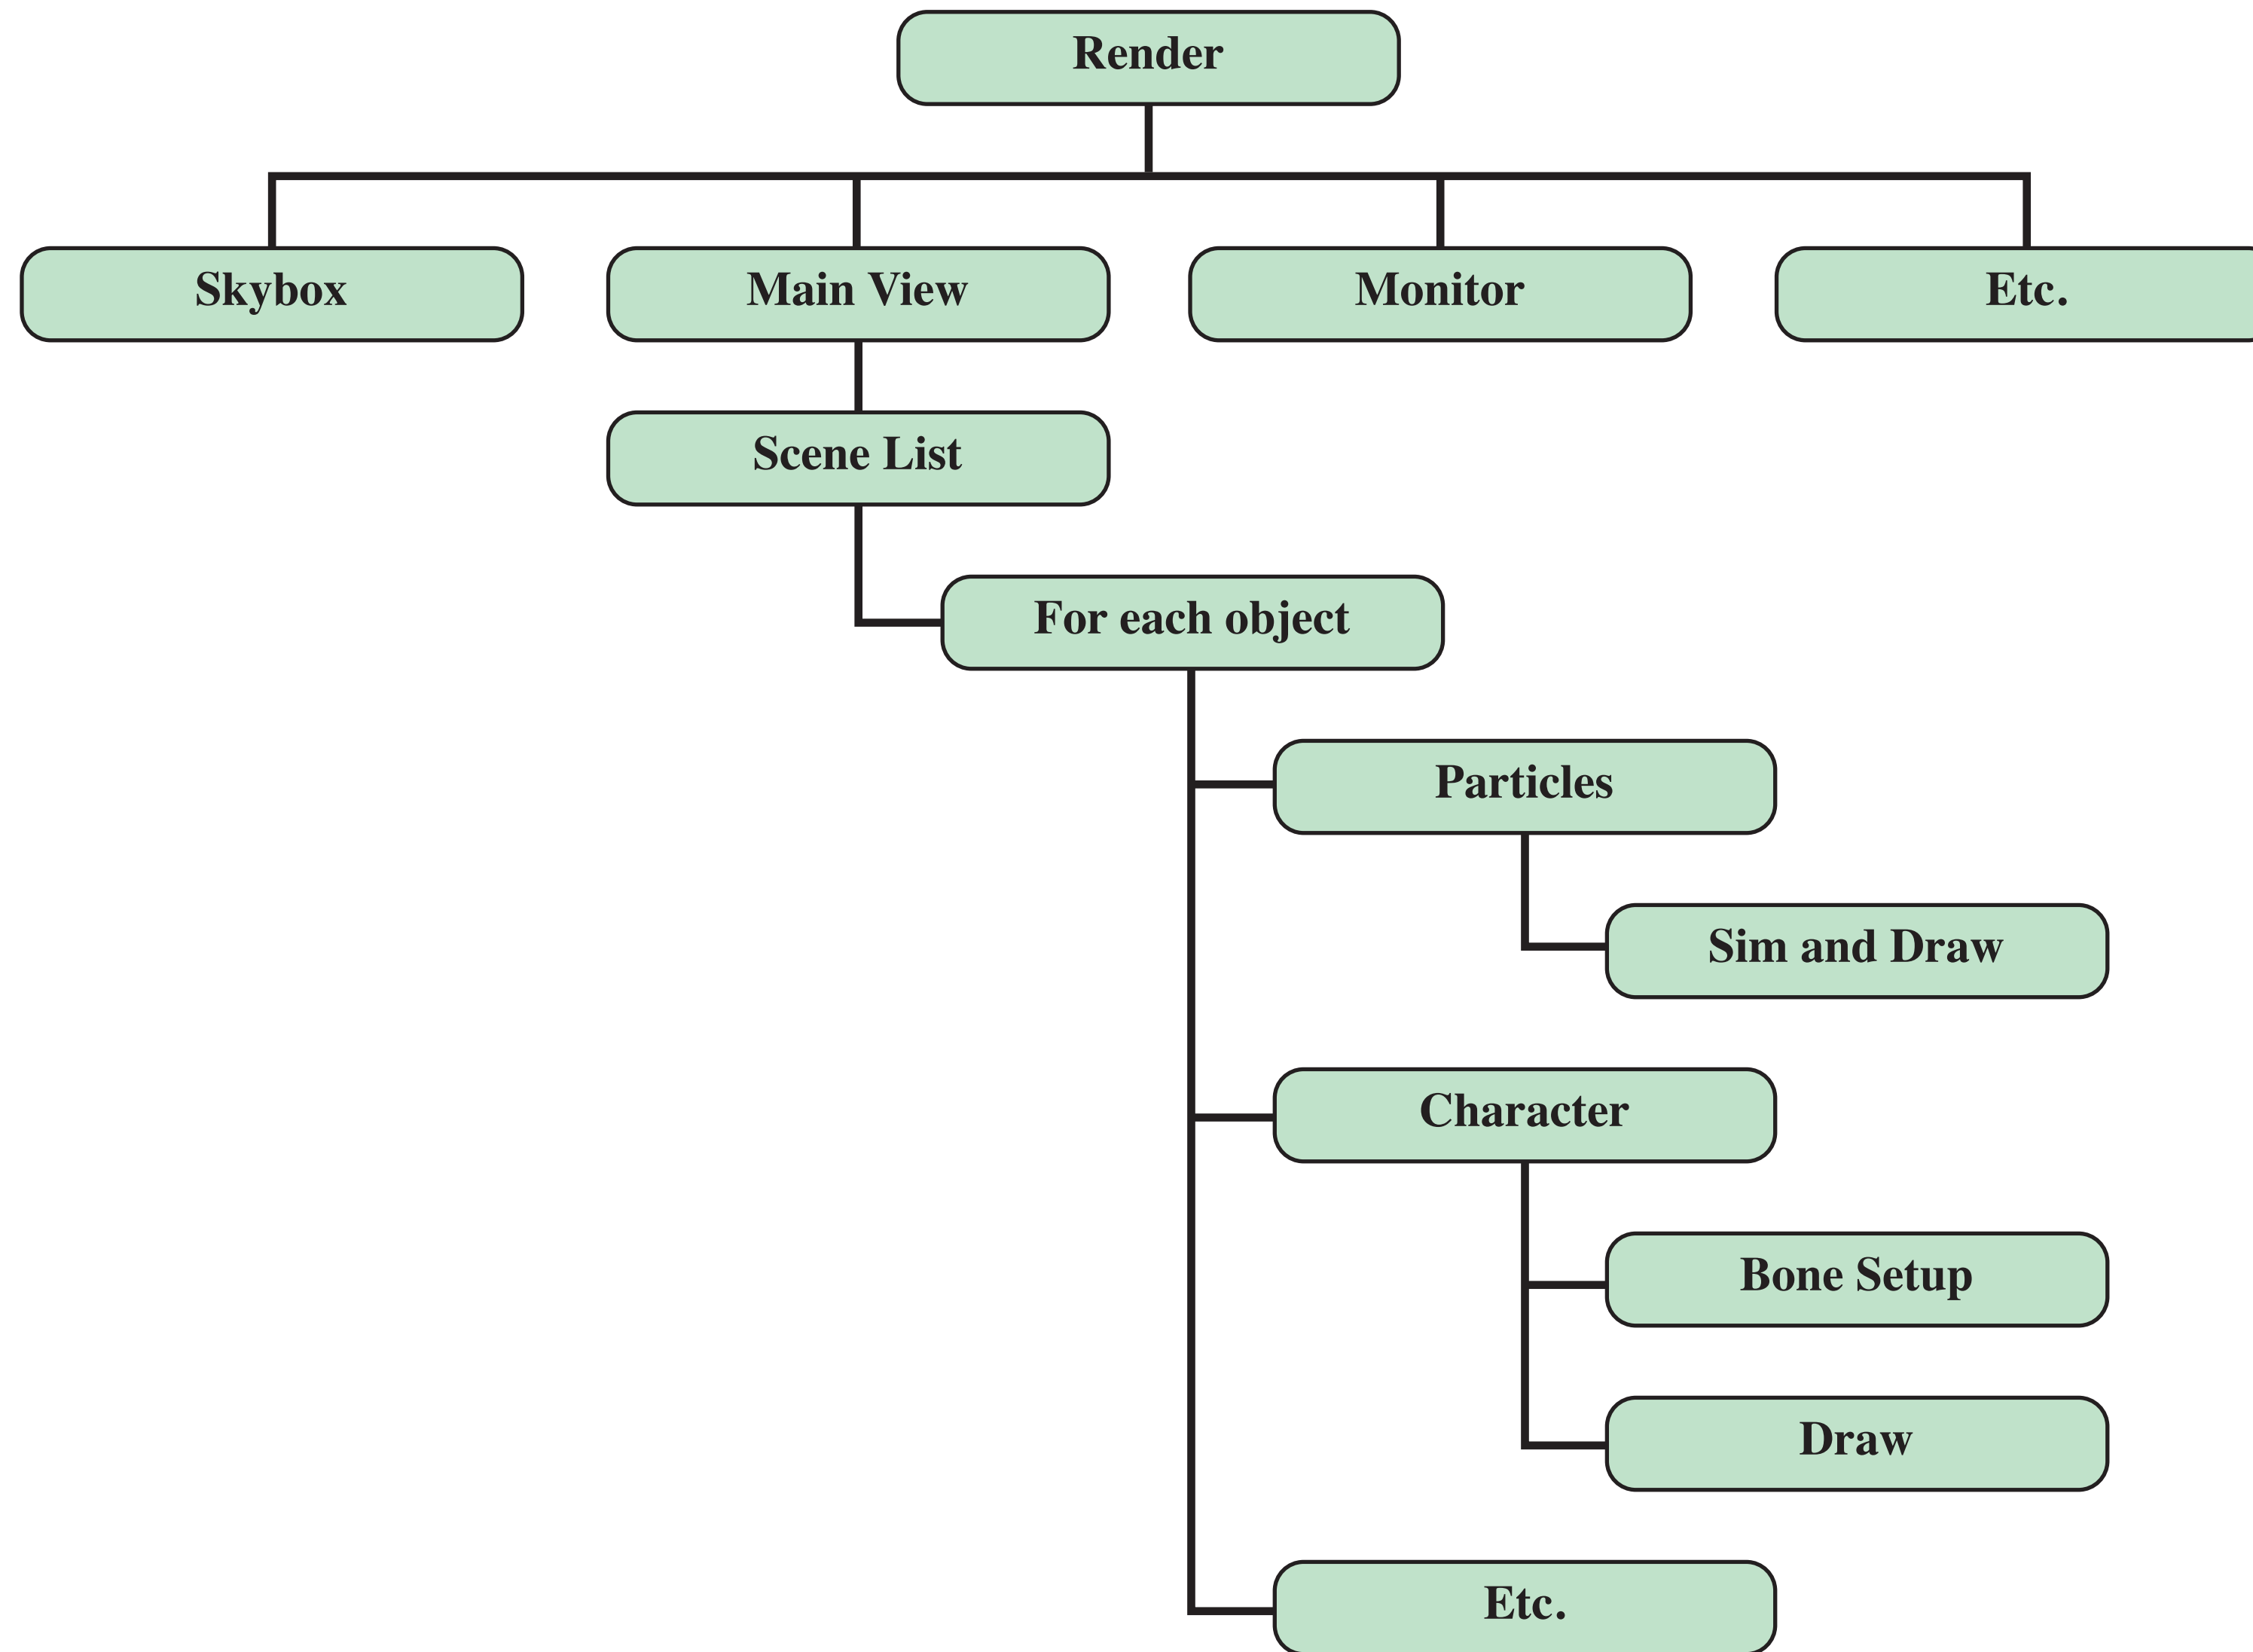 Render
Skybox
Main View
Monitor
Etc.
Scene List
For each object
Particles
Sim and Draw
Character
Bone Setup
Draw
Etc.